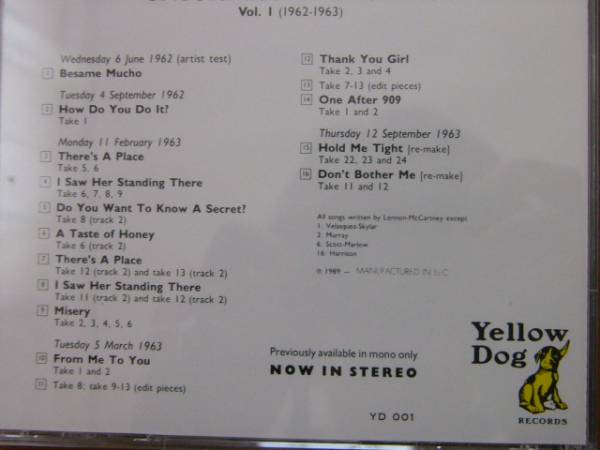 Vol. 1 (1962-1963)
Wednesday 6 June 1962 (artist test)
1 Besame Mucho
Tuesday 4 September 1962
2 How Do You Do It?
Take 1
Monday 11 February 1963
3 There's A Place
Take 5, 6
4 I Saw Her Standing There
Take 6, 7, 8, 9
5 Do You Want To Know A Secret?
Take 8 (track 2)
6 A Taste of Honey
Take 6 (track 2)
7 There's A Place
Take 12 (track 2) and take 13 (track 2)
8 I Saw Her Standing There
Take 11 (track 2) and take 12 (track 2)
9 Misery
Take 2, 3, 4, 5, 6
Tuesday 5 March 1963
10 From Me To You
Take 1 and 2
11 Take 8; take 9-13 (edit pieces)
12 Thank You Girl
Take 2, 3 and 4
13 Take 7-13 (edit pieces)
14 One After 909
Take 1 and 2
Thursday 12 September 1963
15 Hold Me Tight [re-make]
Take 22, 23 and 24
16 Don't Bother Me [re-make]
Take 11 and 12
All songs written by Lennon-McCartney except
1: Velasques-Skylar
2: Murray
6: Scott-Marlow
16: Harrison
℗ 1989 — MANUFACTURED IN
Previously available in mono only
NOW IN STEREO
YD 001
Yellow
Dog
RECORDS